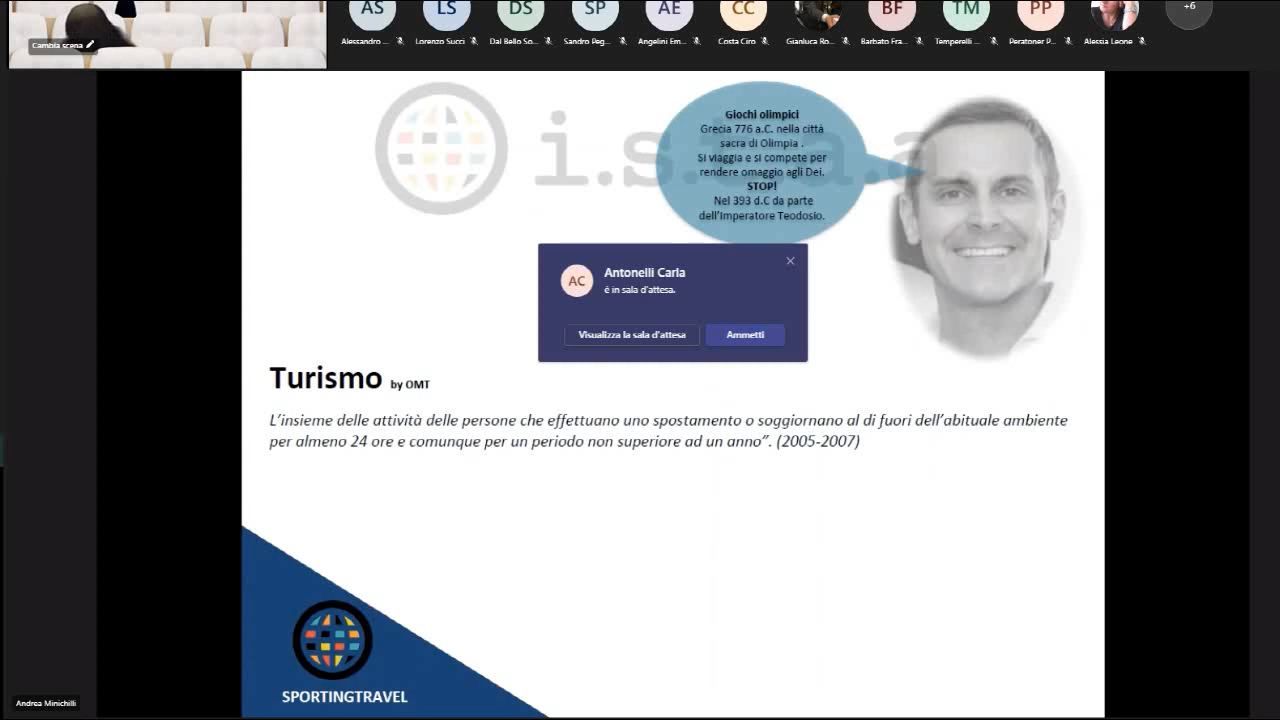 Cambia scena
AS LS DS SP AE CC BF TM PP +6
Alessandro ... Lorenzo Succi Dal Bello So... Sandro Peg... Angelini Em... Costa Ciro Gianluca Ro... Barbato Fra... Temperelli ... Peratoner P... Alessia Leone
i.s.t.a.a
Giochi olimpici
Grecia 776 a.C. nella città
sacra di Olimpia .
Si viaggia e si compete per
rendere omaggio agli Dei.
STOP!
Nel 393 d.C da parte
dell'Imperatore Teodosio.
AC
Antonelli Carla
è in sala d'attesa.
Visualizza la sala d'attesa Ammetti
Turismo by OMT
L'insieme delle attività delle persone che effettuano uno spostamento o soggiornano al di fuori dell'abituale ambiente
per almeno 24 ore e comunque per un periodo non superiore ad un anno”. (2005-2007)
SPORTINGTRAVEL
Andrea Minichilli